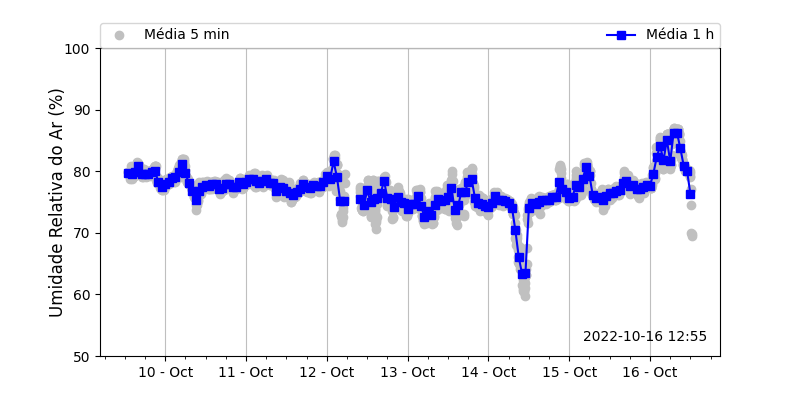 Média 5 min Média 1 h
100
90
80
70
60
50
Umidade Relativa do Ar (%)
2022-10-16 12:55
10 - Oct 11 - Oct 12 - Oct 13 - Oct 14 - Oct 15 - Oct 16 - Oct